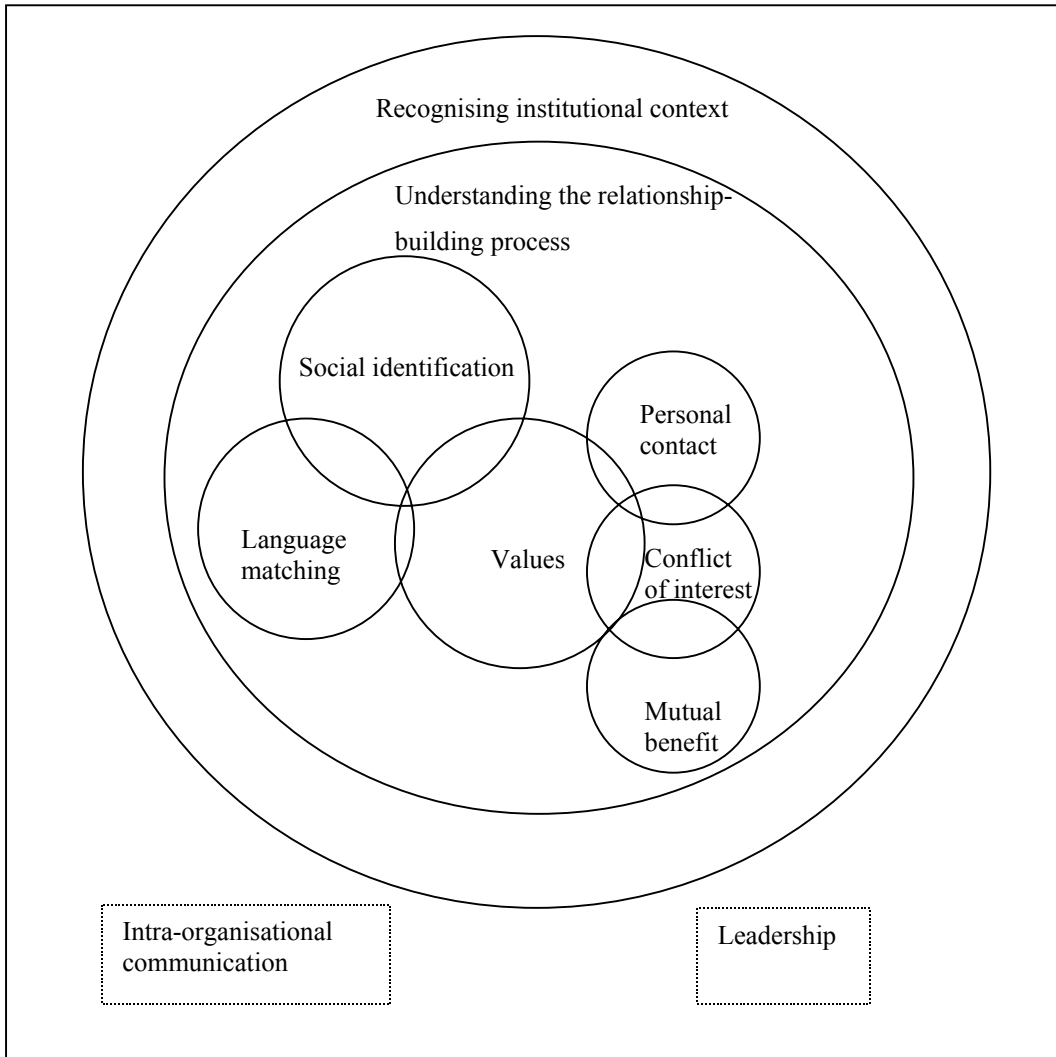 Recognising institutional context
Understanding the relationship-
building process
Social identification
Personal
contact
Language
matching
Values
Conflict
of interest
Mutual
benefit
Intra-organisational
communication
Leadership